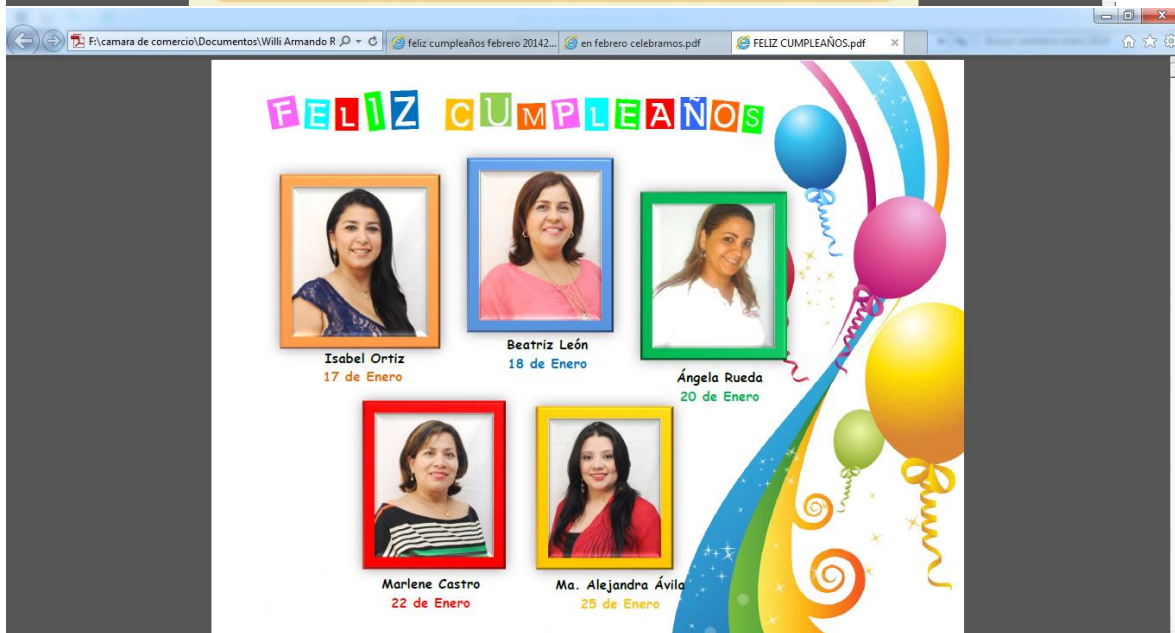 F:\camara de comercio\Documentos\Willi Armando R
feliz cumpleaños febrero 20142...
en febrero celebramos.pdf
FELIZ CUMPLEAÑOS.pdf
FELIZ CUMPLEAÑOS
Isabel Ortiz
17 de Enero
Beatriz León
18 de Enero
Ángela Rueda
20 de Enero
Marlene Castro
22 de Enero
Ma. Alejandra Ávila
25 de Enero